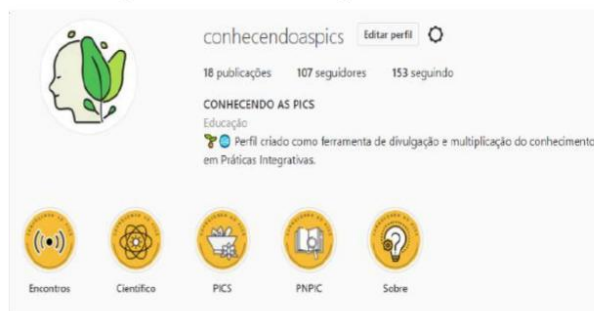 conhecendoaspics Editar perfil
18 publicações 107 seguidores 153 seguindo
CONHECENDO AS PICS
Educação
Perfil criado como ferramenta de divulgação e multiplicação do conhecimento
em Práticas Integrativas.
Encontros Científico PICS PNPIC Sobre